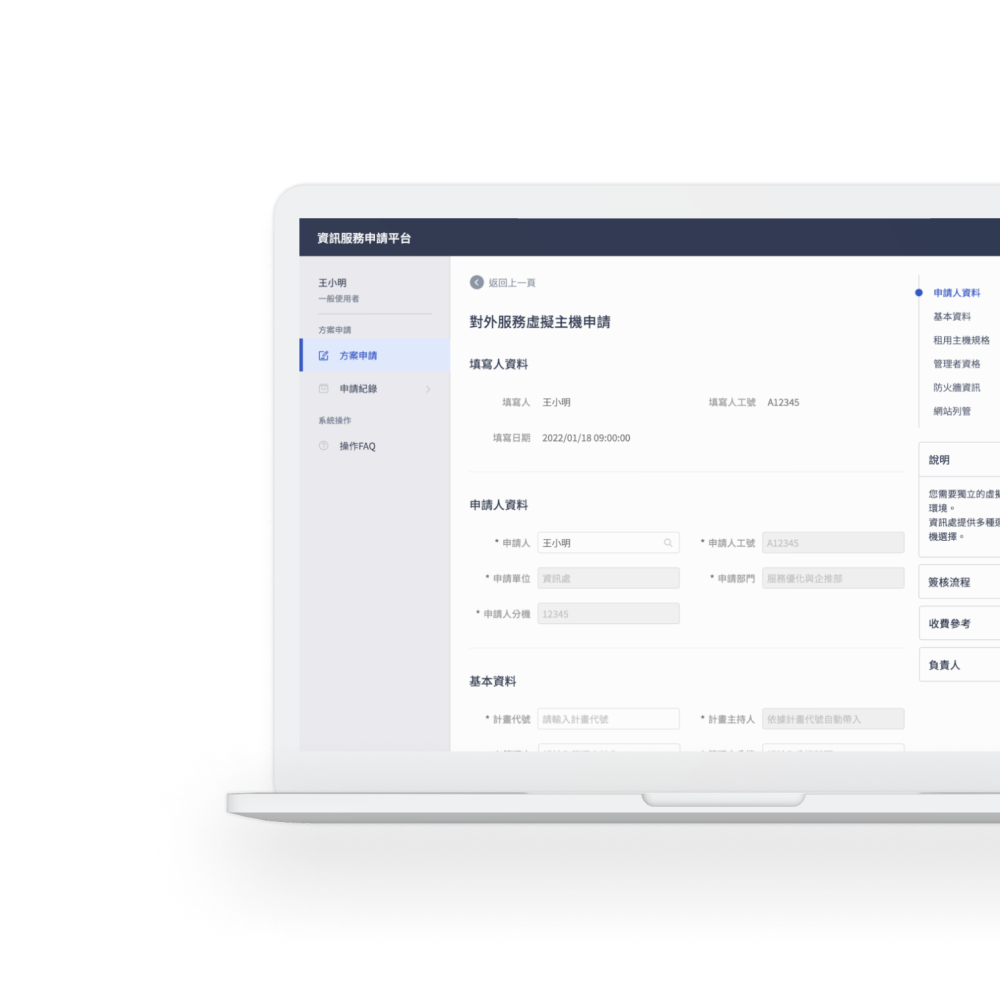 資訊服務申請平台
王小明
一般使用者
方案申請
方案申請
申請紀錄
系統操作
操作FAQ
返回上一頁
對外服務虛擬主機申請
填寫人資料
填寫人 王小明 填寫人工號 A12345
填寫日期 2022/01/18 09:00:00
申請人資料
* 申請人 王小明 * 申請人工號 A12345
* 申請單位 資訊處 * 申請部門 服務優化與企推部
* 申請人分機 12345
基本資料
* 計畫代號 請輸入計畫代號 * 計畫主持人 依據計畫代號自動帶入
申請人資料
基本資料
租用主機規格
管理者資格
防火牆資訊
網站列管
說明
您需要獨立的虛擬
環境。
資訊處提供多種選
機選擇。
簽核流程
收費參考
負責人